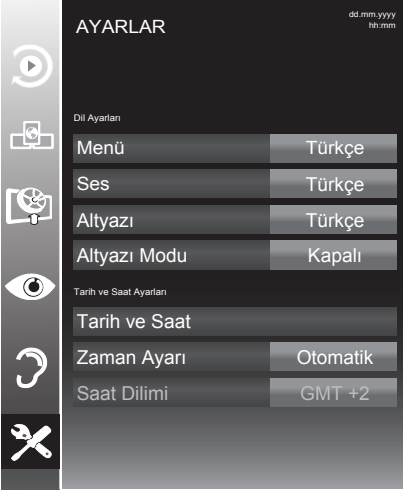 AYARLAR
dd.mm.yyyy
hh:mm
Dil Ayarları
Menü Türkçe
Ses Türkçe
Altyazı Türkçe
Altyazı Modu Kapalı
Tarih ve Saat Ayarları
Tarih ve Saat
Zaman Ayarı Otomatik
Saat Dilimi GMT +2